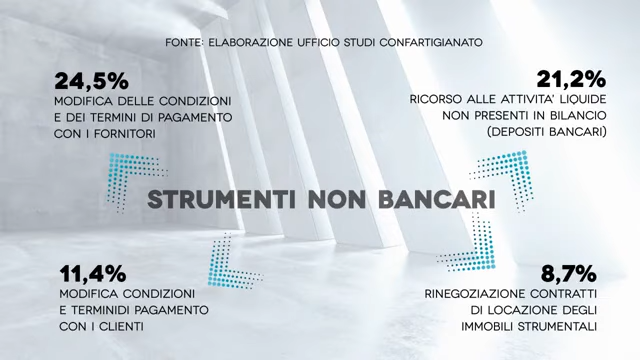 FONTE: ELABORAZIONE UFFICIO STUDI CONFARTIGIANATO
24,5%
MODIFICA DELLE CONDIZIONI
E DEI TERMINI DI PAGAMENTO
CON I FORNITORI
21,2%
RICORSO ALLE ATTIVITA' LIQUIDE
NON PRESENTI IN BILANCIO
(DEPOSITI BANCARI)
STRUMENTI NON BANCARI
11,4%
MODIFICA CONDIZIONI
E TERMINIDI PAGAMENTO
CON I CLIENTI
8,7%
RINEGOZIAZIONE CONTRATTI
DI LOCAZIONE DEGLI
IMMOBILI STRUMENTALI